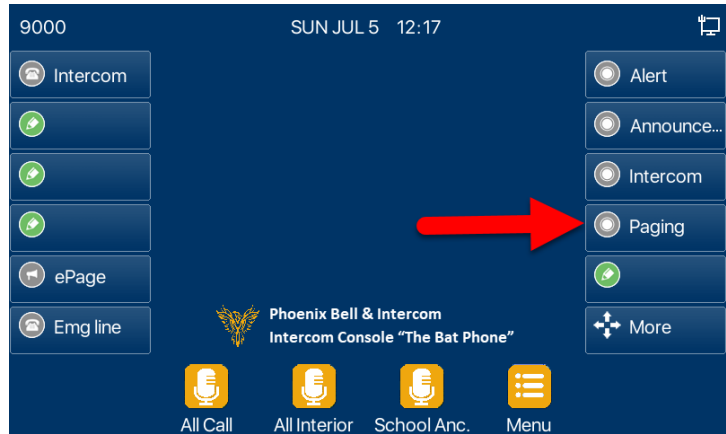 9000 SUN JUL 5 12:17
Intercom
ePage
Emg line
Alert
Announce...
Intercom
Paging
More
Phoenix Bell & Intercom
Intercom Console “The Bat Phone”
All Call All Interior School Anc. Menu